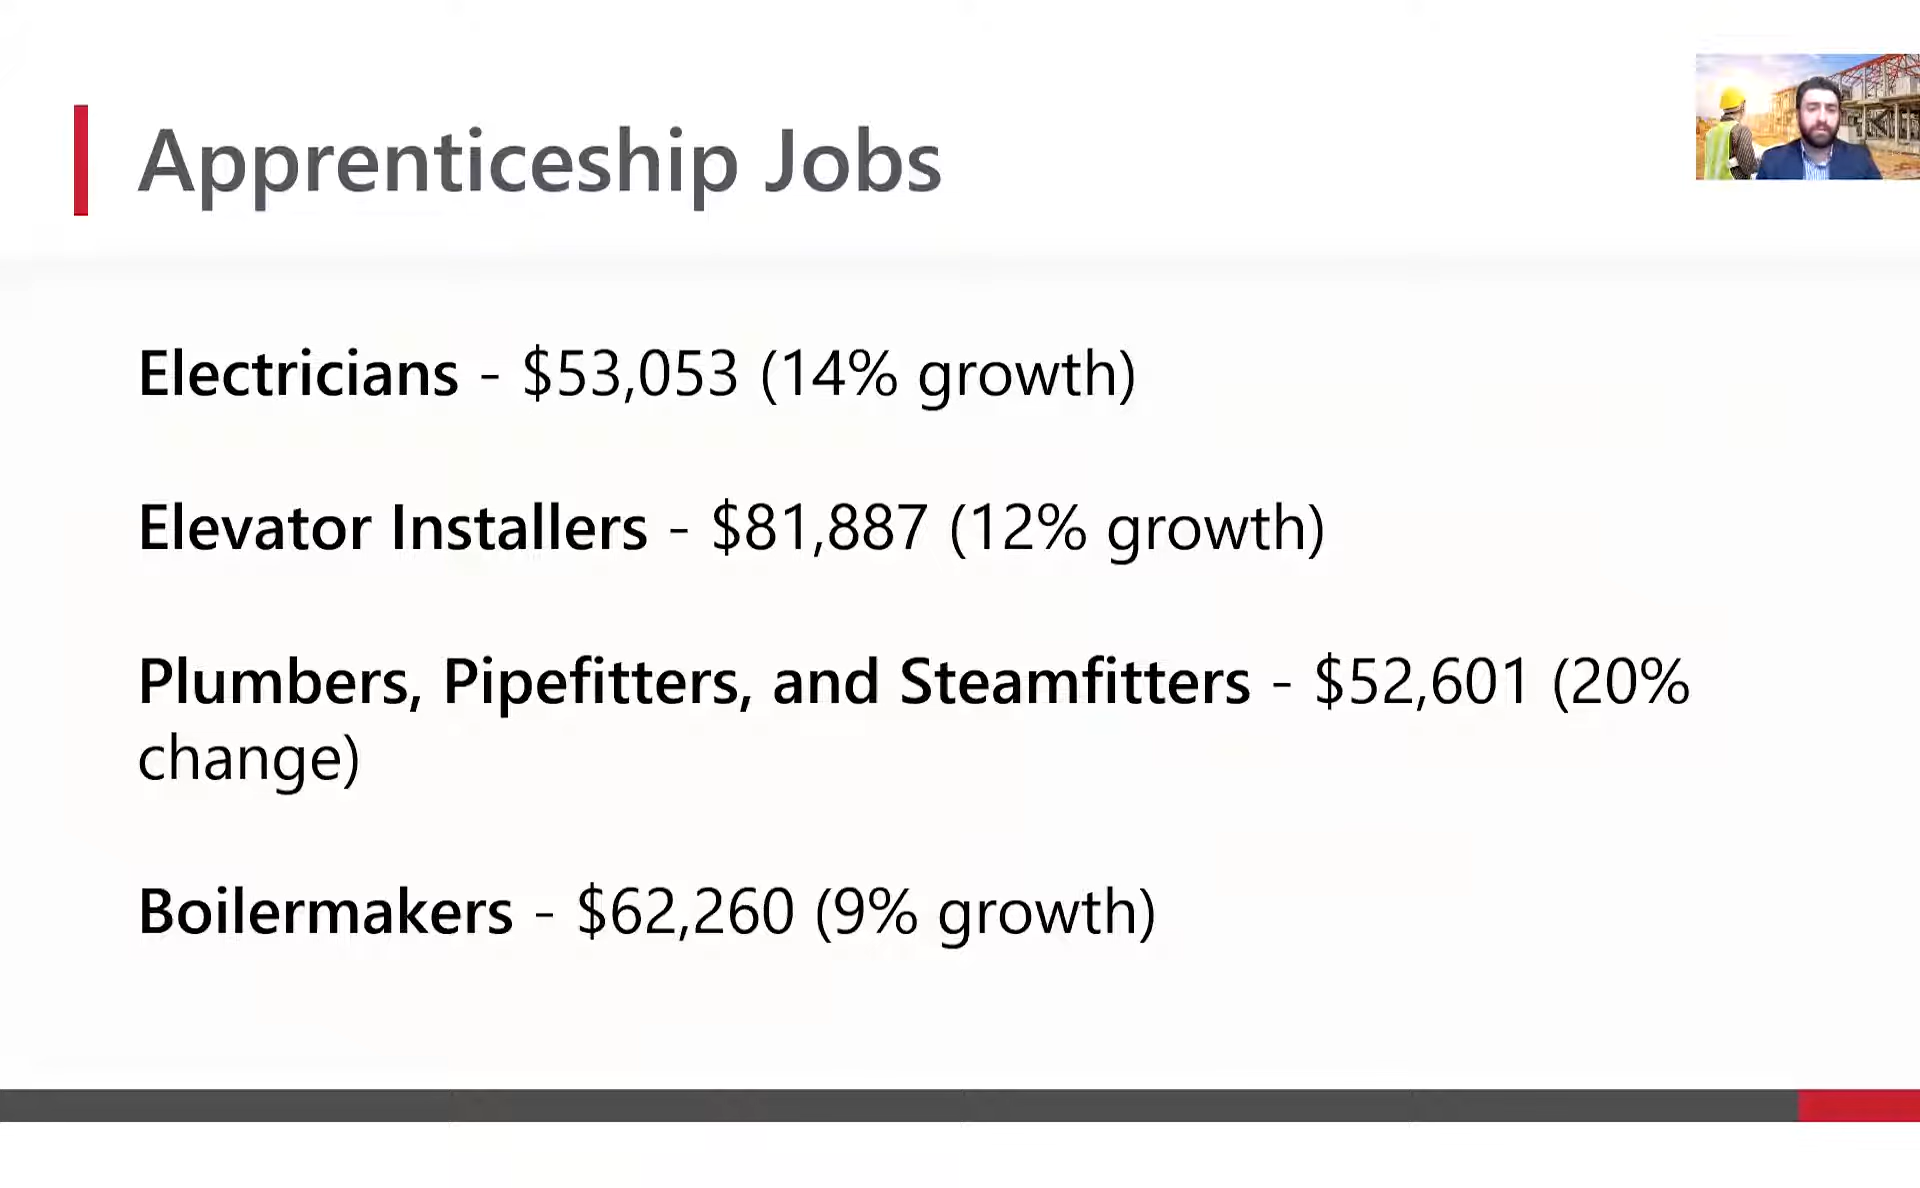 Apprenticeship Jobs
Electricians - $53,053 (14% growth)
Elevator Installers - $81,887 (12% growth)
Plumbers, Pipefitters, and Steamfitters - $52,601 (20%
change)
Boilermakers - $62,260 (9% growth)